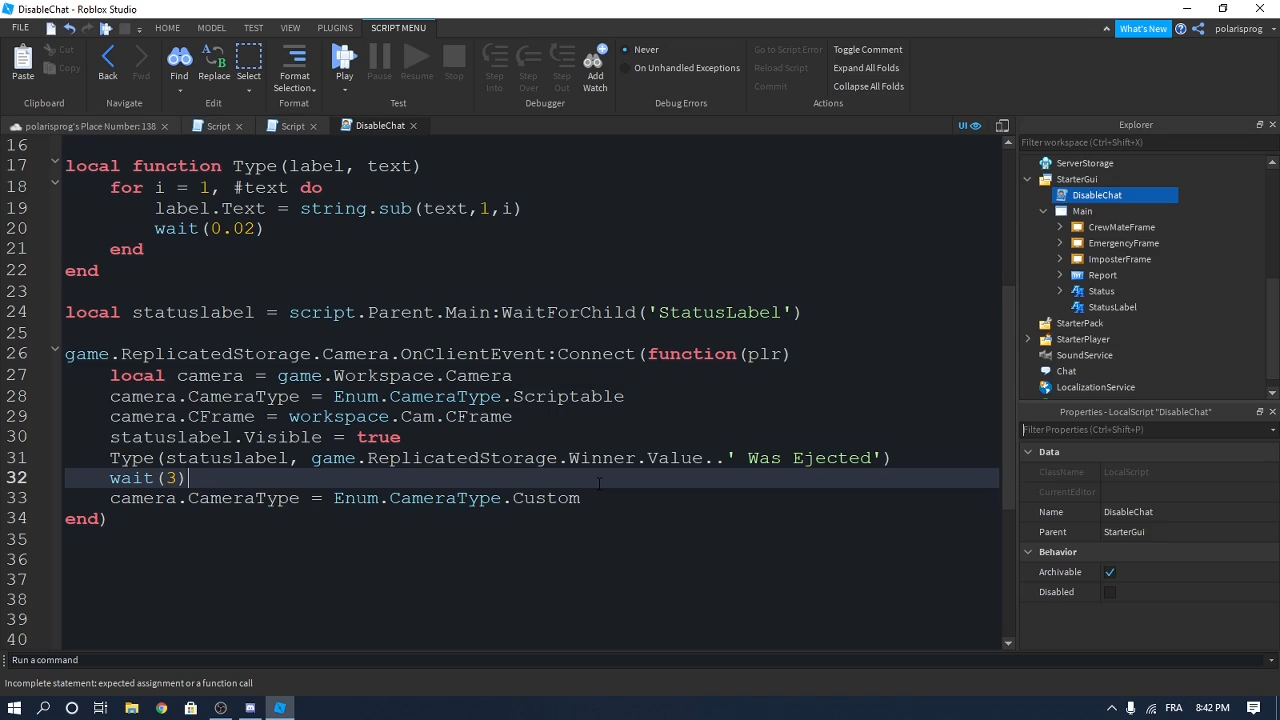 DisableChat - Roblox Studio
FILE HOME MODEL TEST VIEW PLUGINS SCRIPT MENU What's New polarisprog
Paste Cut Copy Back Fwd Find Replace Select Format Selection Play Pause Resume Stop Step Into Step Over Step Out Add Watch Never On Unhandled Exceptions Go to Script Error Reload Script Commit Toggle Comment Expand All Folds Collapse All Folds
Clipboard Navigate Edit Format Test Debugger Debug Errors Actions
polarisprog's Place Number: 138 Script Script DisableChat UI
16
17 local function Type(label, text)
18 for i = 1, #text do
19 label.Text = string.sub(text,1,i)
20 wait(0.02)
21 end
22 end
23
24 local statuslabel = script.Parent.Main:WaitForChild('StatusLabel')
25
26 game.ReplicatedStorage.Camera.OnClientEvent:Connect(function(plr)
27 local camera = game.Workspace.Camera
28 camera.CameraType = Enum.CameraType.Scriptable
29 camera.CFrame = workspace.Cam.CFrame
30 statuslabel.Visible = true
31 Type(statuslabel, game.ReplicatedStorage.Winner.Value..' Was Ejected')
32 wait(3)
33 camera.CameraType = Enum.CameraType.Custom
34 end)
35
36
37
38
39
40
Explorer
Filter workspace (Ctrl+Shift+X)
ServerStorage
StarterGui
DisableChat
Main
CrewMateFrame
EmergencyFrame
ImposterFrame
Report
Status
StatusLabel
StarterPack
StarterPlayer
SoundService
Chat
LocalizationService
Properties - LocalScript "DisableChat"
Filter Properties (Ctrl+Shift+P)
Data
ClassName LocalScript
CurrentEditor
Name DisableChat
Parent StarterGui
Behavior
Archivable
Disabled
Run a command
Incomplete statement: expected assignment or a function call
FRA 8:42 PM